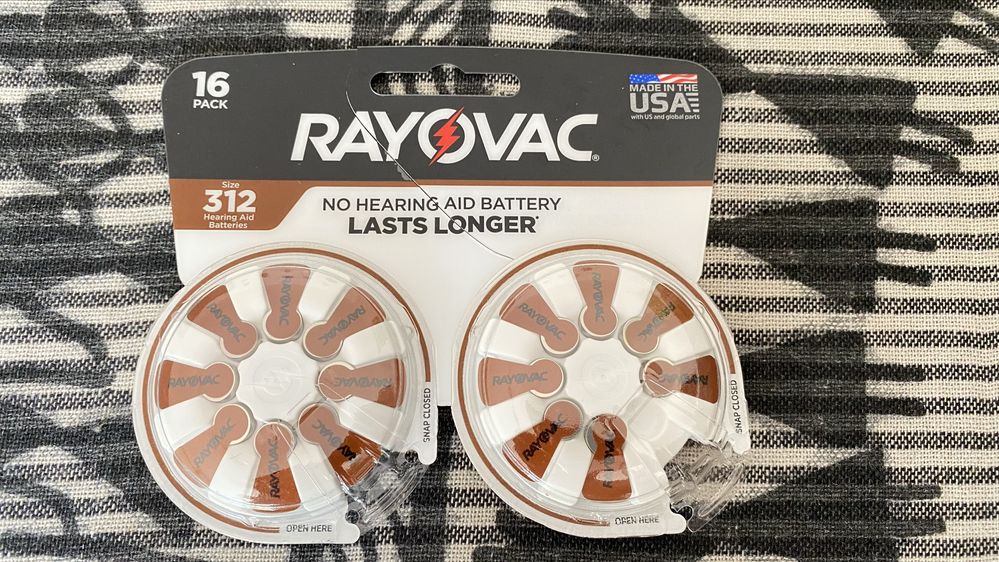 16
PACK
RAYOVAC®
MADE IN THE
USA
with US and global parts
Size
312
Hearing Aid
Batteries
NO HEARING AID BATTERY
LASTS LONGER*
RAYOVAC
RAYOVAC
RAYOVAC
RAYOVAC
RAYOVAC
RAYOVAC
RAYOVAC
RAY
SNAP CLOSED
OPEN HERE
RAYOVAC
RAYOVAC
RAYOVAC
RAYOVAC
RAYOVAC
RAYOVAC
RAYOVAC
SNAP CLOSED
OPEN HERE